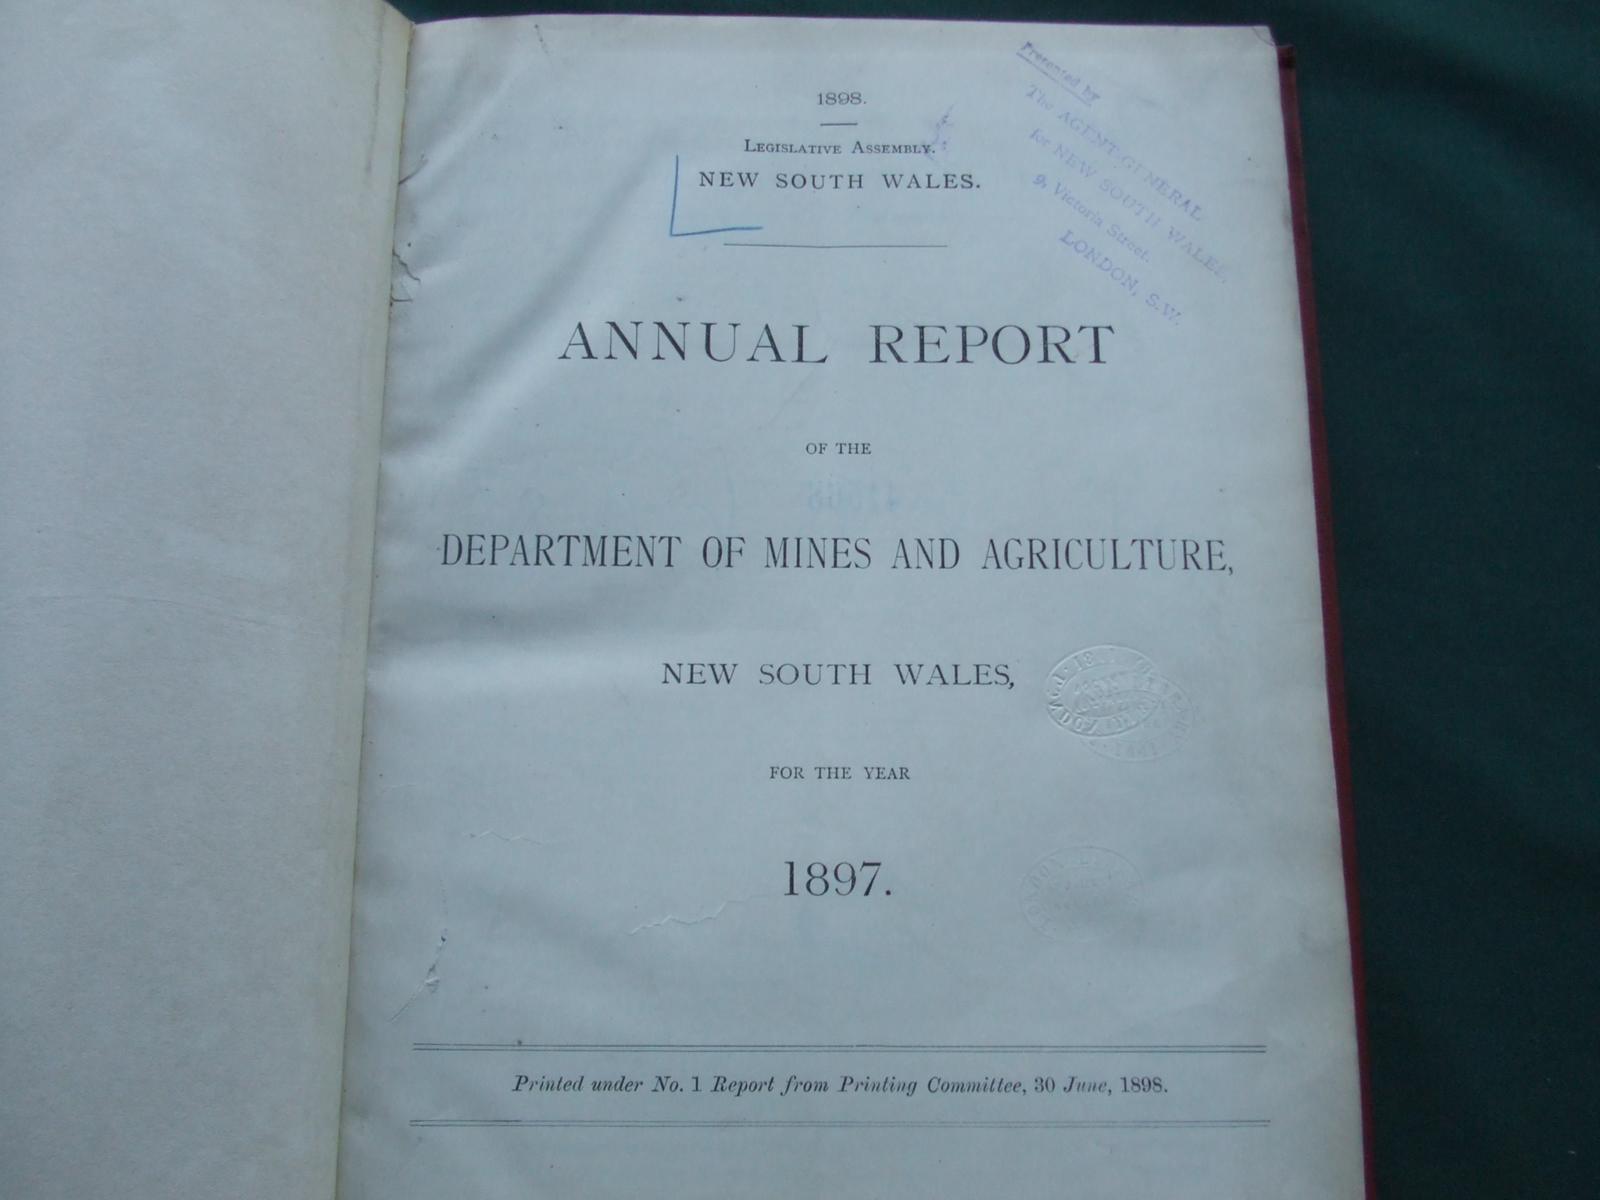 1898.
LEGISLATIVE ASSEMBLY.
NEW SOUTH WALES.
Presented by
The AGENT-GENERAL
for NEW SOUTH WALES,
9, Victoria Street.
LONDON, S.W.
ANNUAL REPORT
OF THE
DEPARTMENT OF MINES AND AGRICULTURE,
NEW SOUTH WALES,
FOR THE YEAR
1897.
Printed under No. 1 Report from Printing Committee, 30 June, 1898.